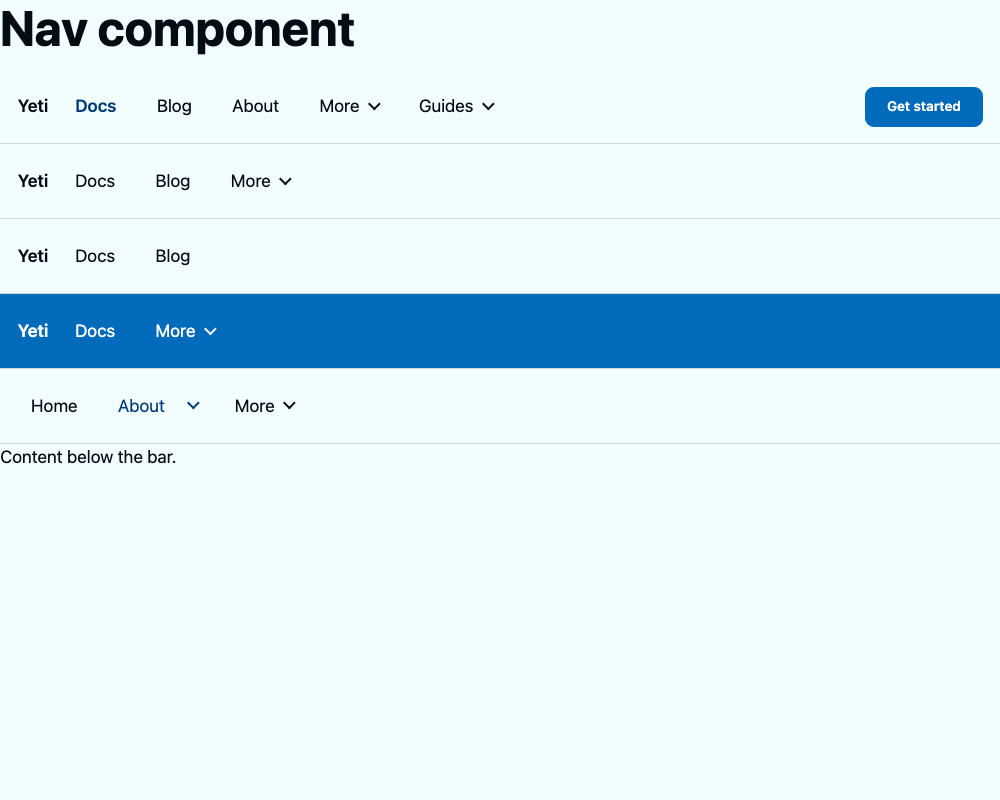 Nav component
Yeti Docs Blog About More Guides Get started
Yeti Docs Blog More
Yeti Docs Blog
Yeti Docs More
Home About More
Content below the bar.